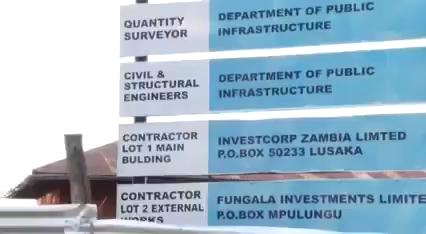 QUANTITY SURVEYOR
DEPARTMENT OF PUBLIC INFRASTRUCTURE
CIVIL & STRUCTURAL ENGINEERS
DEPARTMENT OF PUBLIC INFRASTRUCTURE
CONTRACTOR LOT 1 MAIN BULDING
INVESTCORP ZAMBIA LIMTED
P.O.BOX 50233 LUSAKA
CONTRACTOR LOT 2 EXTERNAL WORKS
FUNGALA INVESTMENTS LIMITE
P.O.BOX MPULUNGU